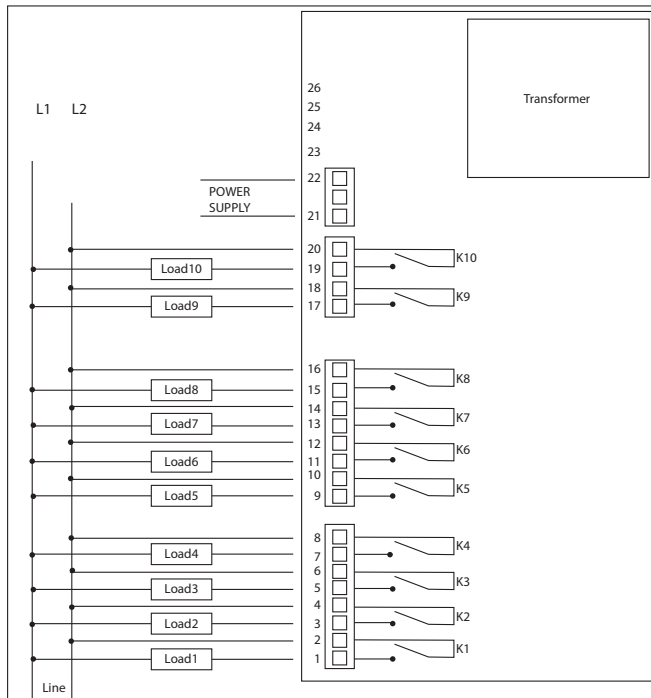 Transformer
26
25
L1 L2
24
23
22
POWER
SUPPLY
21
20
K10
Load10 19
18
K9
Load9 17
16
K8
Load8 15
14
K7
Load7 13
12
K6
Load6 11
10
K5
Load5 9
8
K4
Load4 7
6
K3
Load3 5
4
K2
Load2 3
2
K1
Load1 1
Line